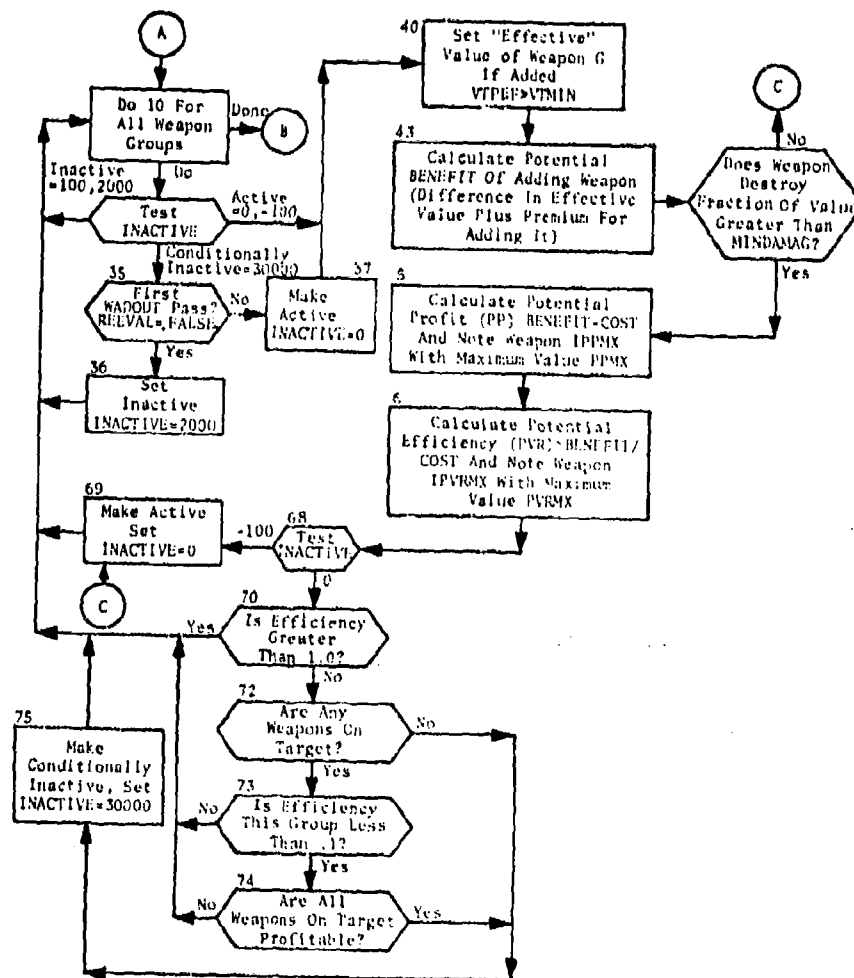 A
Do 10 For
All Weapon
Groups
Done
B
Do
Inactive
=100,2000
Test
INACTIVE
Active
=0,-100
Conditionally
Inactive=30000
35
First
WADOUT Pass?
REEVAL=.FALSE
No
Yes
37
Make
Active
INACTIVE=0
36
Set
Inactive
INACTIVE=2000
40
Set "Effective"
Value of Weapon G
If Added
43
Calculate Potential
BENEFIT Of Adding Weapon
(Difference In Effective
Value Plus Premium For
Adding It)
C
No
Does Weapon
Destroy
Fraction Of Value
Greater Than
MINDAMAG?
Yes
5
Calculate Potential
Profit (PP) BENEFIT-COST
And Note Weapon IPPMX
With Maximum Value PPMX
6
Calculate Potential
Efficiency (PVR)=BENEFIT/
COST And Note Weapon
IPVRMX With Maximum
Value PVRMX
69
Make Active
Set
INACTIVE=0
-100
68
Test
INACTIVE
0
C
70
Is Efficiency
Greater
Than 1.0?
Yes
No
72
Are Any
Weapons On
Target?
No
Yes
75
Make
Conditionally
Inactive, Set
INACTIVE=30000
73
Is Efficiency
This Group Less
Than .1?
No
Yes
74
Are All
Weapons On Target
Profitable?
No
Yes